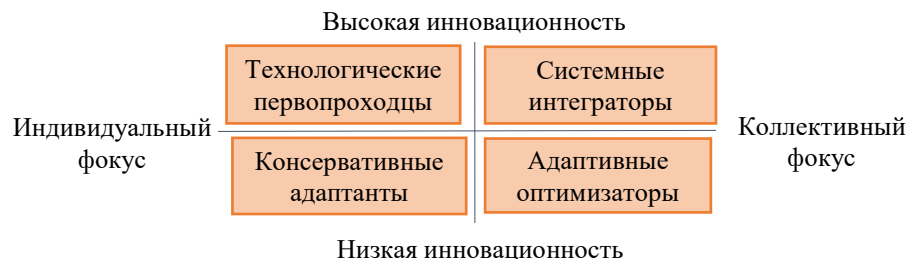 Высокая инновационность
Технологические
первопроходцы
Системные
интеграторы
Индивидуальный
фокус
Коллективный
фокус
Консервативные
адаптанты
Адаптивные
оптимизаторы
Низкая инновационность